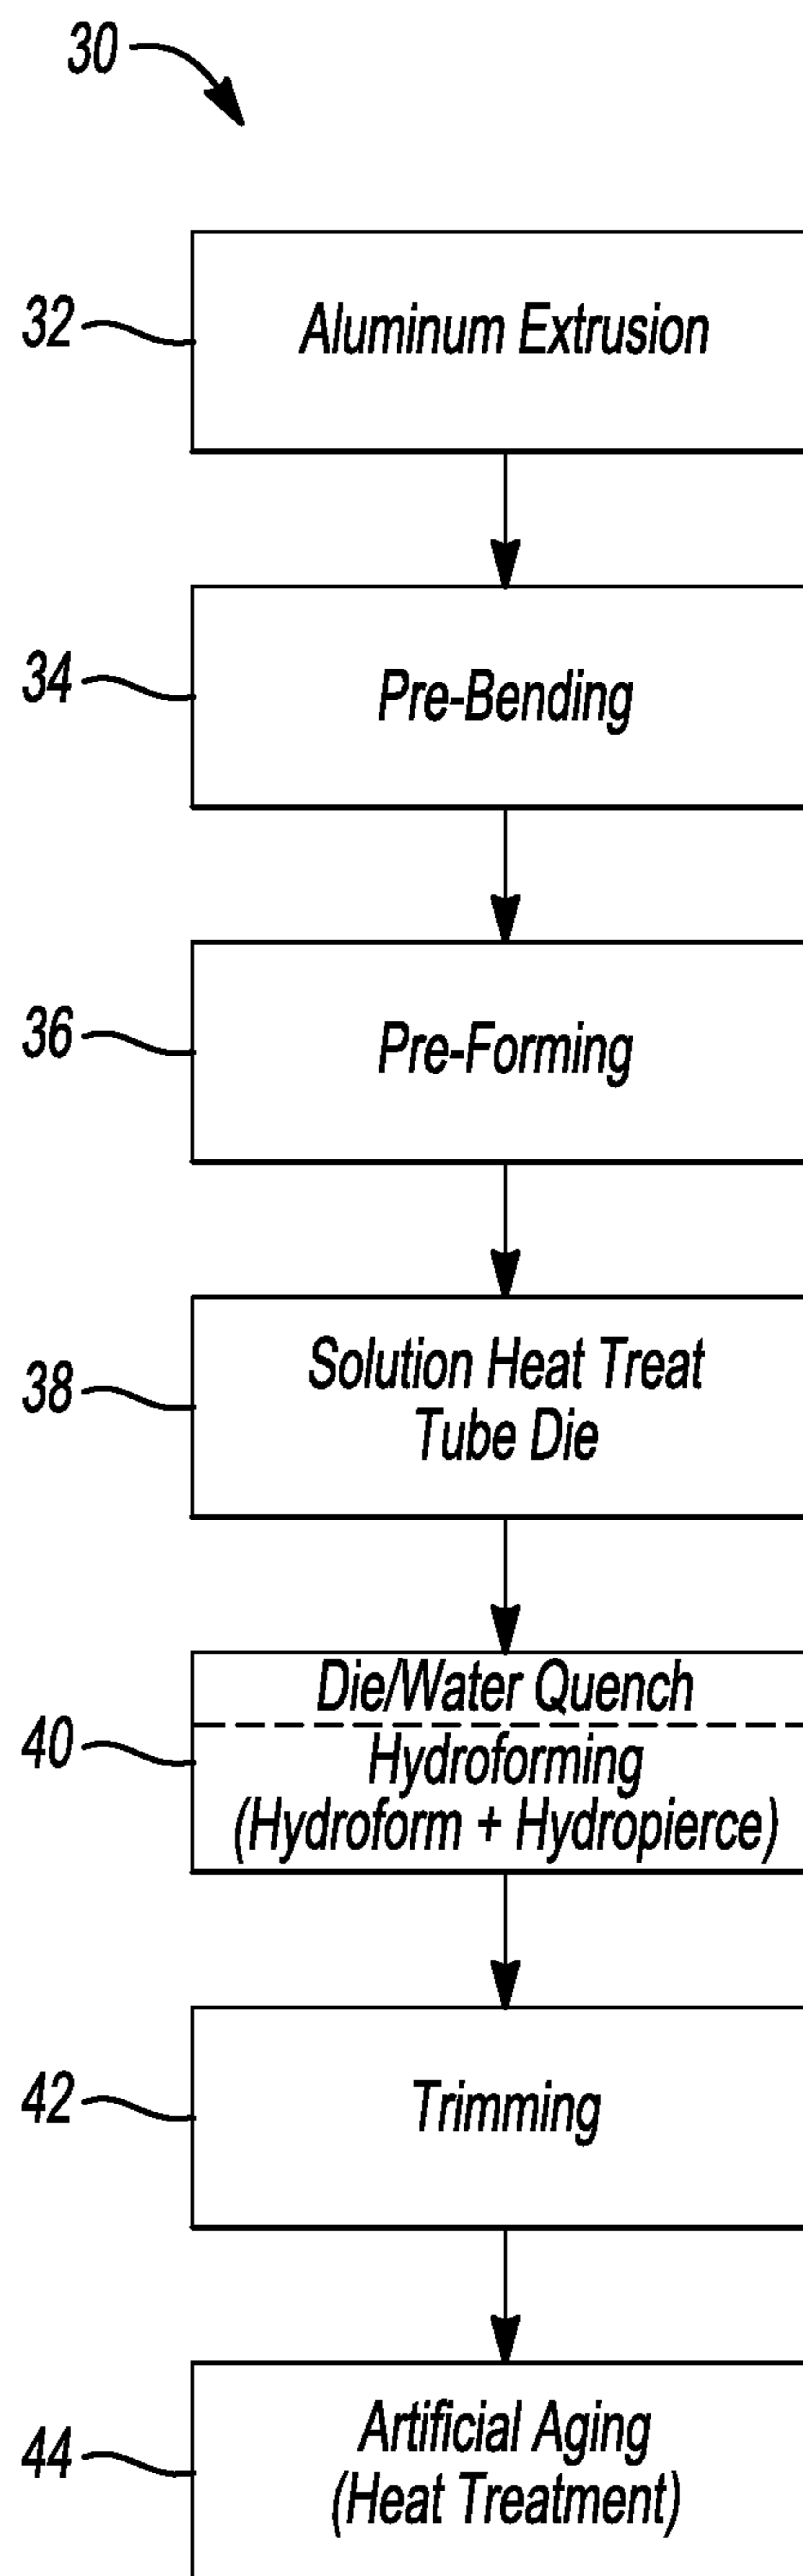 30
32
Aluminum Extrusion
34
Pre-Bending
36
Pre-Forming
38
Solution Heat Treat
Tube Die
40
Die/Water Quench
Hydroforming
(Hydroform + Hydropierce)
42
Trimming
44
Artificial Aging
(Heat Treatment)